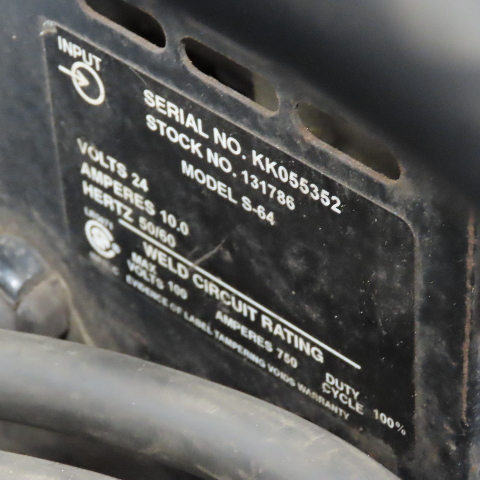 INPUT
SERIAL NO. KK055352
STOCK NO. 131786
MODEL S-64
VOLTS 24
AMPERES 10.0
HERTZ 50/60
WELD CIRCUIT RATING
MAX.
VOLTS 100
AMPERES 750
DUTY
CYCLE 100%
EVIDENCE OF LABEL TAMPERING VOIDS WARRANTY